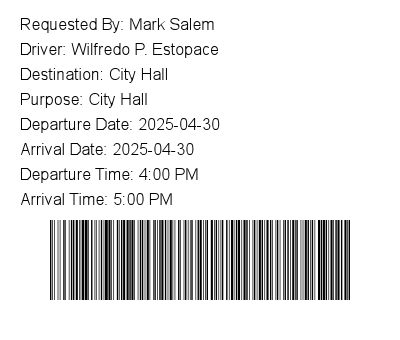 Requested By: Mark Salem
Driver: Wilfredo P. Estopace
Destination: City Hall
Purpose: City Hall
Departure Date: 2025-04-30
Arrival Date: 2025-04-30
Departure Time: 4:00 PM
Arrival Time: 5:00 PM